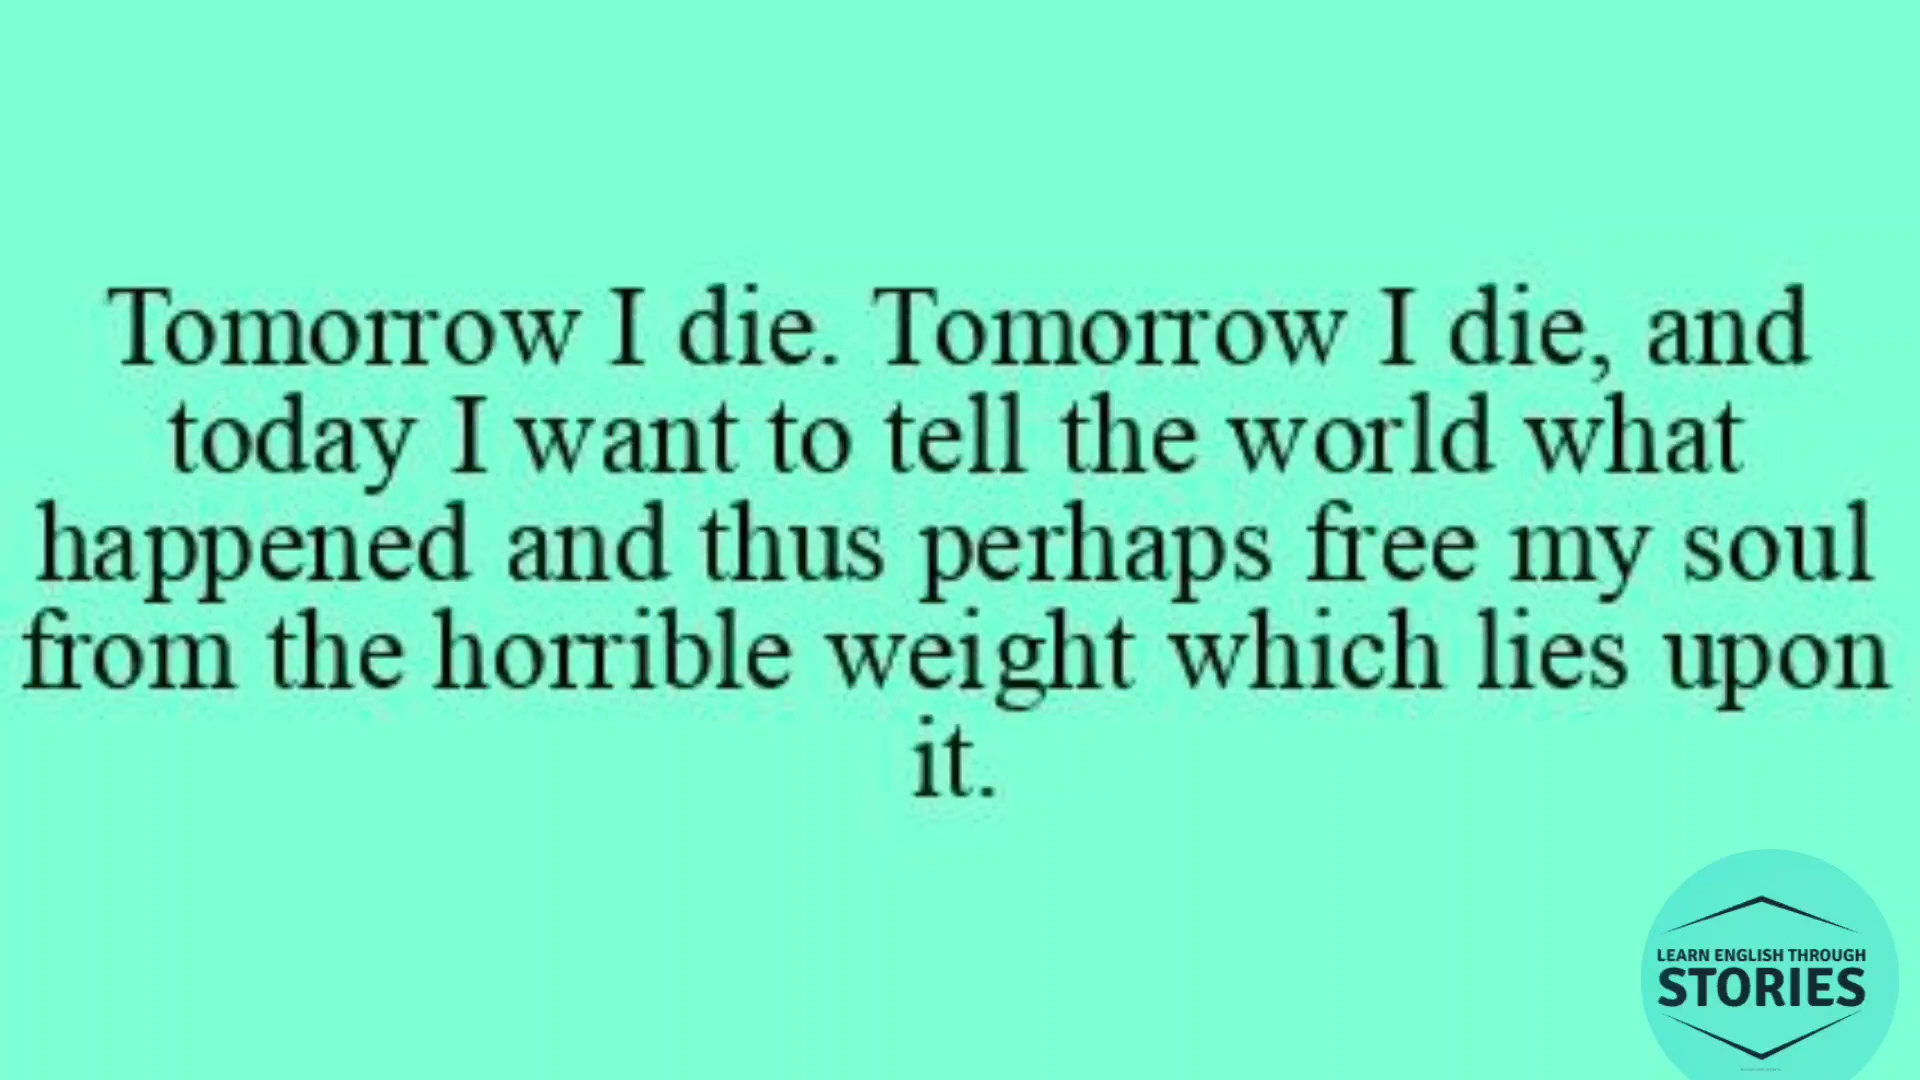 Tomorrow I die. Tomorrow I die, and
today I want to tell the world what
happened and thus perhaps free my soul
from the horrible weight which lies upon
it.
LEARN ENGLISH THROUGH
STORIES